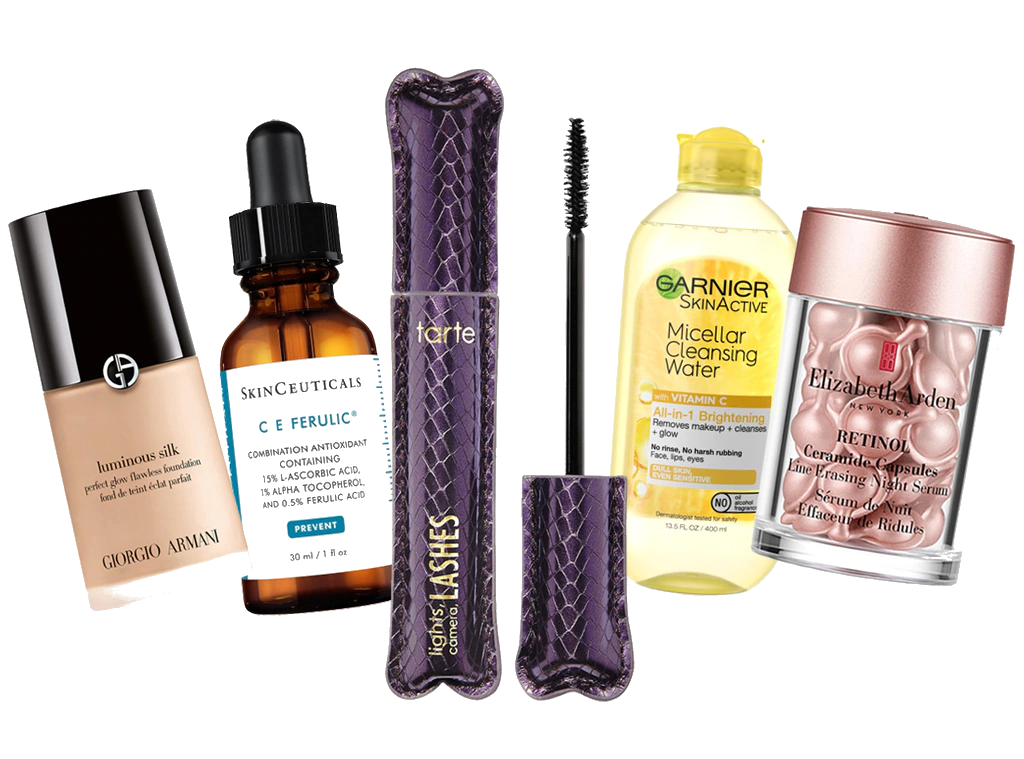 GA
luminous silk
perfect glow flawless foundation
fond de teint éclat parfait
GIORGIO ARMANI
SKINCEUTICALS
C E FERULIC®
COMBINATION ANTIOXIDANT
CONTAINING
15% L-ASCORBIC ACID,
1% ALPHA TOCOPHEROL,
AND 0.5% FERULIC ACID
PREVENT
30 ml / 1 fl oz
tarte
lights,
camera,
LASHES
GARNIER
SKINACTIVE
Micellar
Cleansing
Water
with VITAMIN C
All-in-1 Brightening
Removes makeup + cleanses
+ glow
No rinse, No harsh rubbing
Face, lips, eyes
DULL SKIN,
EVEN SENSITIVE
NO
oil
alcohol
fragrance
Dermatologist tested for safety
13.5 FL OZ / 400 ml
Elizabeth Arden
NEW YORK
RETINOL
Ceramide Capsules
Line Erasing Night Serum
Sérum de Nuit
Effaceur de Ridules